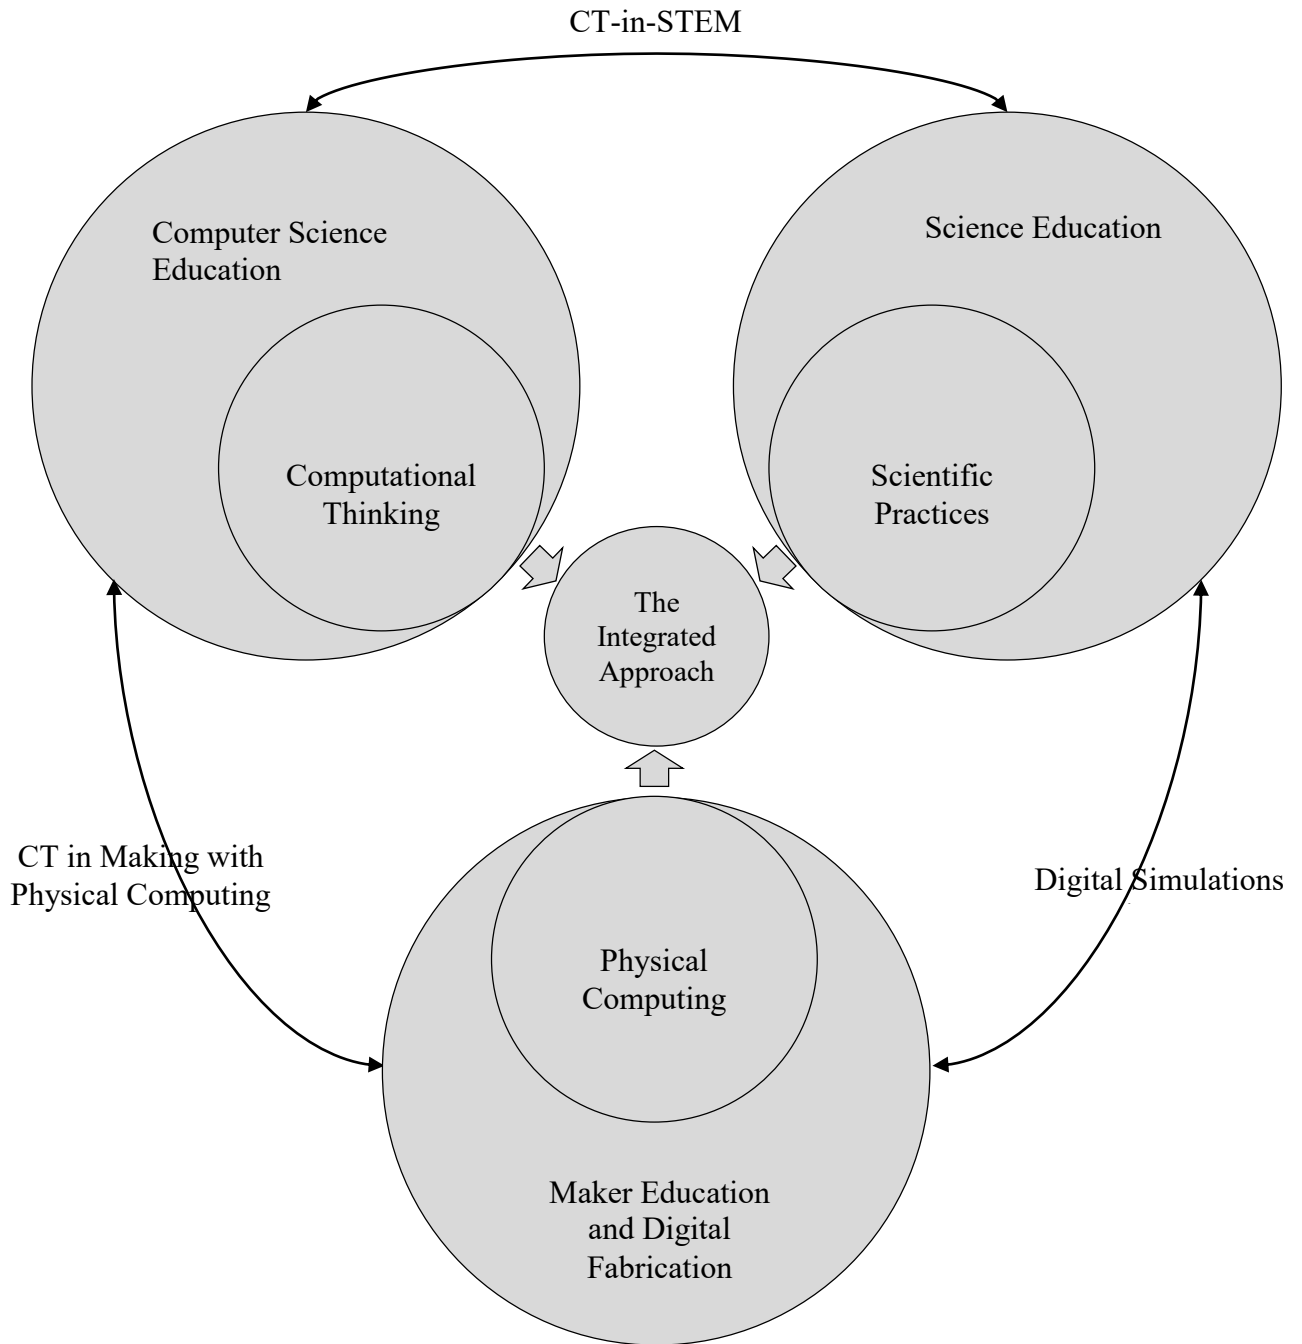 CT-in-STEM
Computer Science
Education
Science Education
Computational
Thinking
Scientific
Practices
The
Integrated
Approach
CT in Making with
Physical Computing
Digital Simulations
Physical
Computing
Maker Education
and Digital
Fabrication